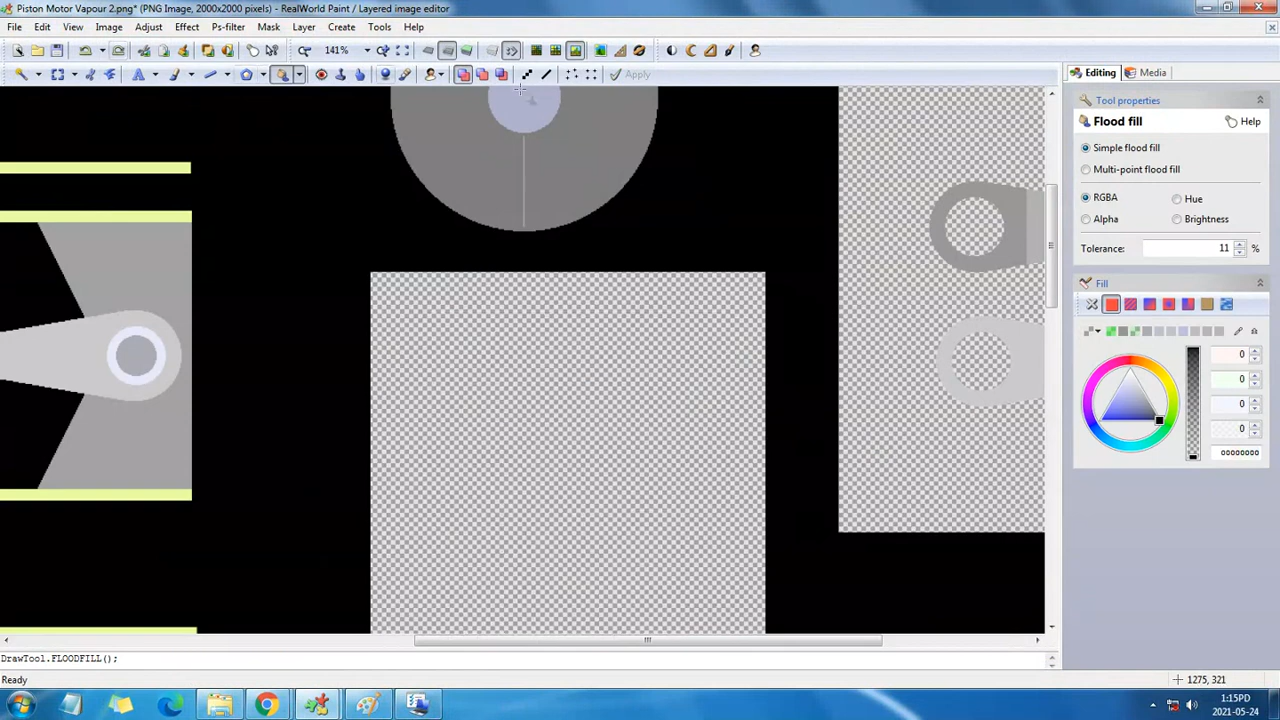 Piston Motor Vapour 2.png* (PNG Image, 2000x2000 pixels) - RealWorld Paint / Layered image editor
File Edit View Image Adjust Effect Ps-filter Mask Layer Create Tools Help
141%
Apply
Editing Media
Tool properties
Flood fill Help
Simple flood fill
Multi-point flood fill
RGBA Hue
Alpha Brightness
Tolerance: 11 %
Fill
0
0
0
0
00000000
DrawTool.FLOODFILL();
Ready 1275, 321
1:15PD
2021-05-24